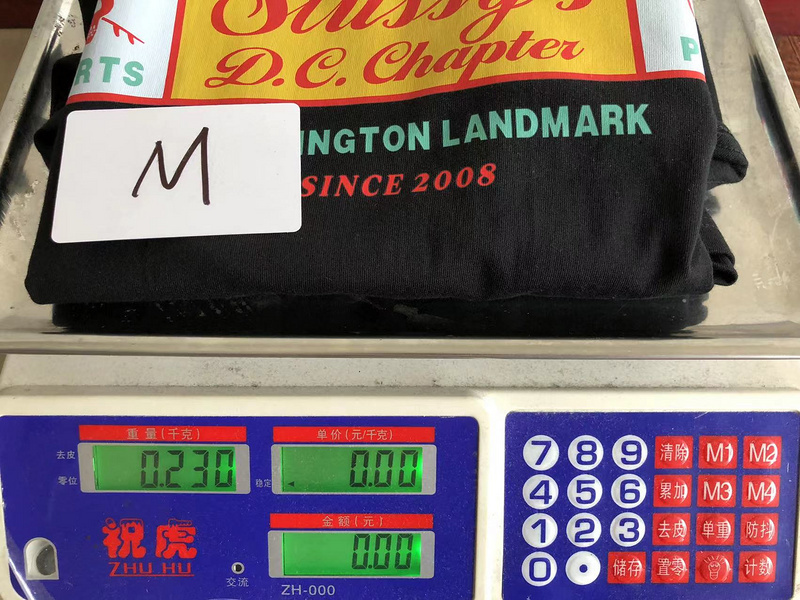 Stüssy's
RTS
D.C. Chapter
P
INGTON LANDMARK
M
SINCE 2008
重量(千克)
单价(元/千克)
去皮
零位
0.230
稳定
0.00
金额(元)
0.00
祝虎
ZHU HU
交流
ZH-000
7 8 9 清除 M1 M2
4 5 6 累加 M3 M4
1 2 3 去皮 单重 防抖
0 • 储存 置零 计数